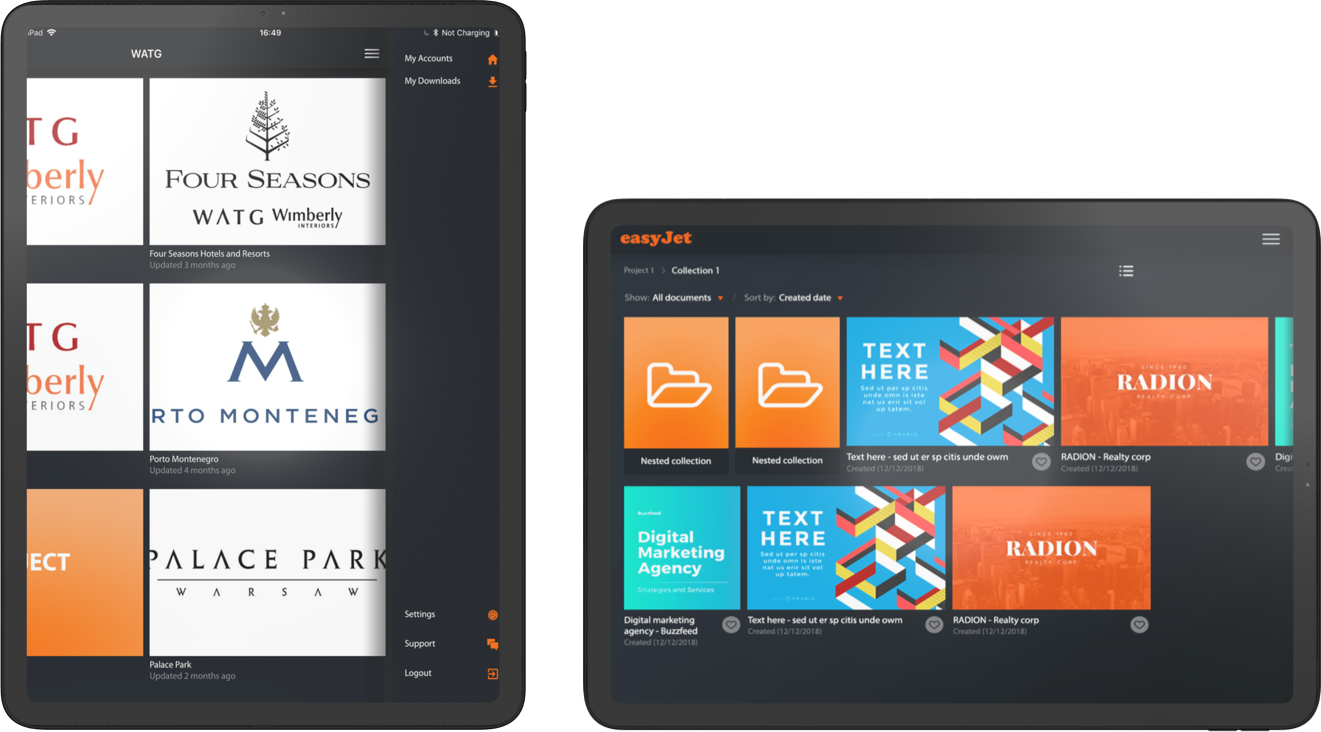 iPad
16:49
Not Charging
WATG
My Accounts
My Downloads
TG
berly
ERIORS
FOUR SEASONS
WATG Wimberly
INTERIORS
Four Seasons Hotels and Resorts
Updated 3 months ago
TG
berly
ERIORS
M
RTO MONTENEG
Porto Montenegro
Updated 4 months ago
JECT
PALACE PARK
WARSAW
Palace Park
Updated 2 months ago
Settings
Support
Logout
easyJet
Project 1 > Collection 1
Show: All documents / Sort by: Created date
Nested collection
Nested collection
TEXT
HERE
Sed ut per sp citis
unde omn is iste
nat us erir sit vol
up tatem.
Text here - sed ut er sp citis unde owm
Created (12/12/2018)
SINCE 1980
RADION
REALTY CORP
RADION - Realty corp
Created (12/12/2018)
Digi
Crea
Buzzfeed
Digital
Marketing
Agency
Strategies and Services
Digital marketing
agency - Buzzfeed
Created (12/12/2018)
TEXT
HERE
Sed ut per sp citis
unde omn is iste
nat us erir sit vol
up tatem.
Text here - sed ut er sp citis unde owm
Created (12/12/2018)
SINCE 1980
RADION
REALTY CORP
RADION - Realty corp
Created (12/12/2018)